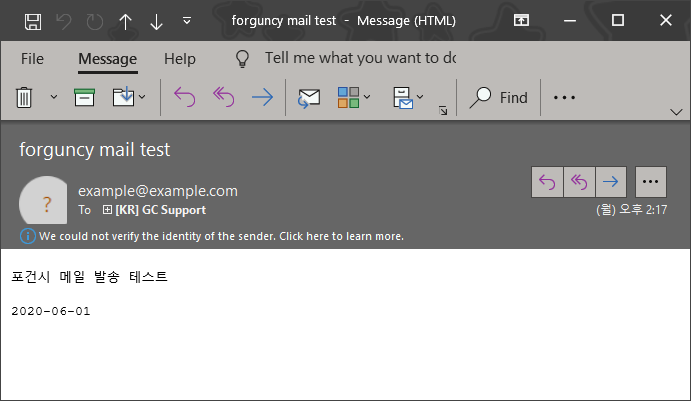 forguncy mail test - Message (HTML)
File Message Help Tell me what you want to do
Find
forguncy mail test
?
example@example.com
To [KR] GC Support
(월) 오후 2:17
We could not verify the identity of the sender. Click here to learn more.
포건시 메일 발송 테스트
2020-06-01